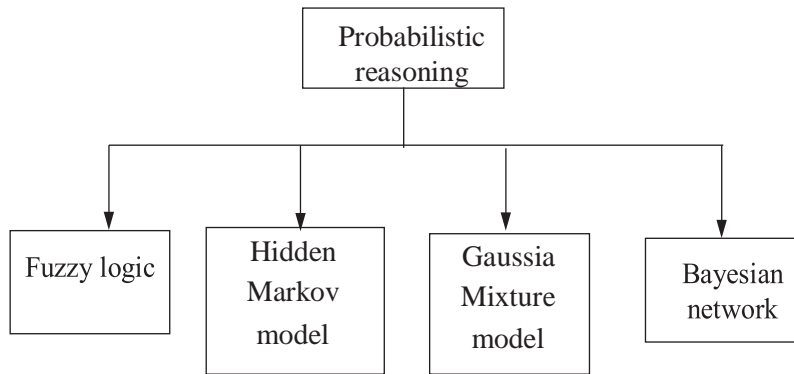 Probabilistic
reasoning
Fuzzy logic
Hidden
Markov
model
Gaussia
Mixture
model
Bayesian
network